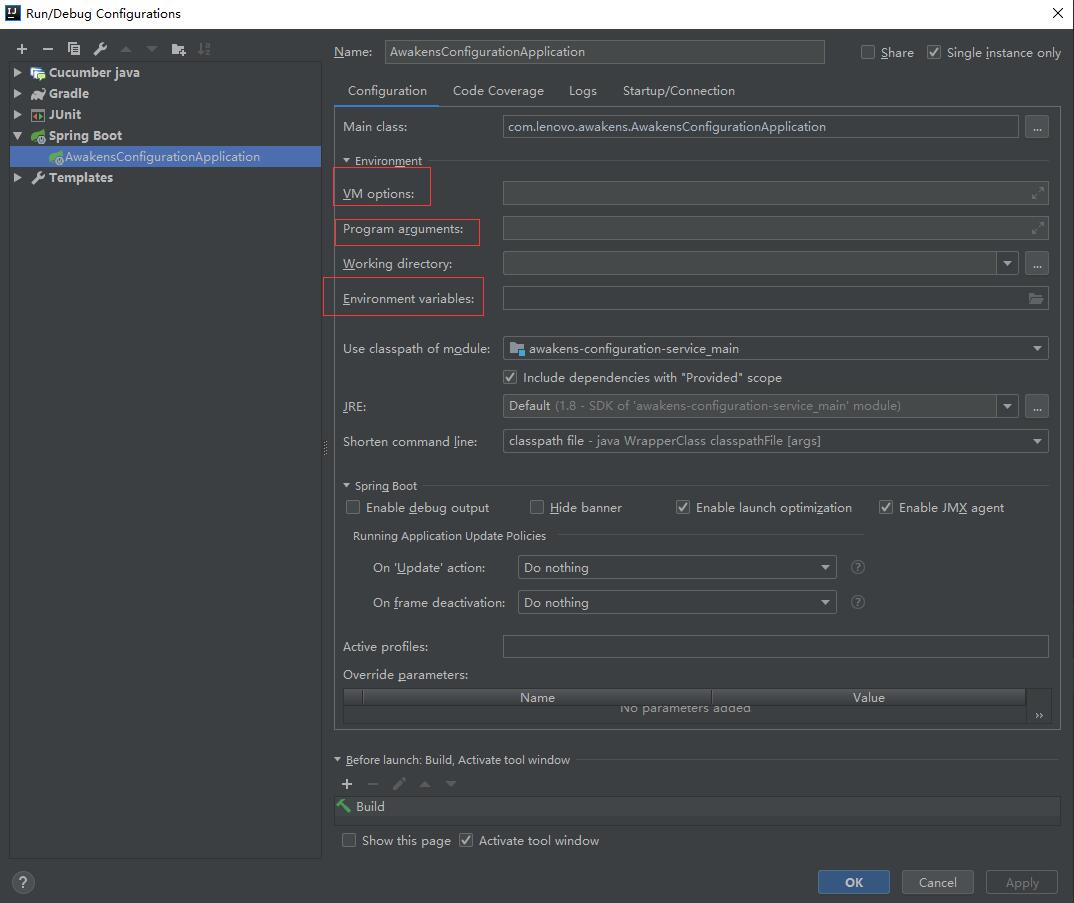 Run/Debug Configurations
Name: AwakensConfigurationApplication Share Single instance only
Cucumber java
Gradle
JUnit
Spring Boot
AwakensConfigurationApplication
Templates
Configuration Code Coverage Logs Startup/Connection
Main class: com.lenovo.awakens.AwakensConfigurationApplication ...
Environment
VM options:
Program arguments:
Working directory: ...
Environment variables:
Use classpath of module: awakens-configuration-service_main
Include dependencies with "Provided" scope
JRE: Default (1.8 - SDK of 'awakens-configuration-service_main' module) ...
Shorten command line: classpath file - java WrapperClass classpathFile [args]
Spring Boot
Enable debug output Hide banner Enable launch optimization Enable JMX agent
Running Application Update Policies
On 'Update' action: Do nothing ?
On frame deactivation: Do nothing ?
Active profiles:
Override parameters:
Name Value
No parameters added
Before launch: Build, Activate tool window
Build
Show this page Activate tool window
? OK Cancel Apply